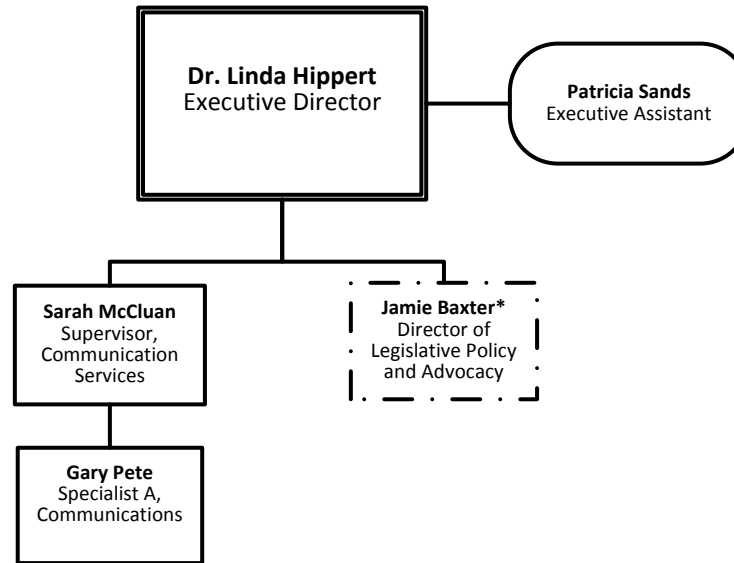 Dr. Linda Hippert
Executive Director
Patricia Sands
Executive Assistant
Sarah McCluan
Supervisor,
Communication
Services
Jamie Baxter*
Director of
Legislative Policy
and Advocacy
Gary Pete
Specialist A,
Communications